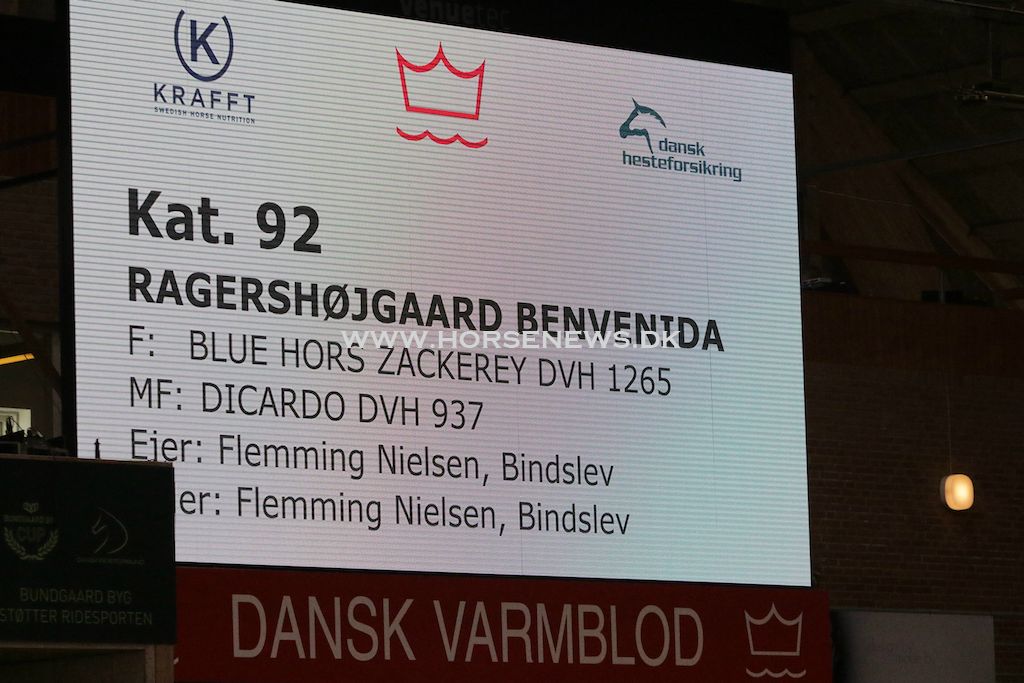 venuetec
K
KRAFFT
SWEDISH HORSE NUTRITION
dansk
hesteforsikring
Kat. 92
RAGERSHØJGAARD BENVENIDA
WWW.HORSENEWS.DK
F: BLUE HORS ZACKEREY DVH 1265
MF: DICARDO DVH 937
Ejer: Flemming Nielsen, Bindslev
er: Flemming Nielsen, Bindslev
BUNDGAARD BYG
CUP
BUNDGAARD BYG
STØTTER RIDESPORTEN
DANSK VARMBLOD